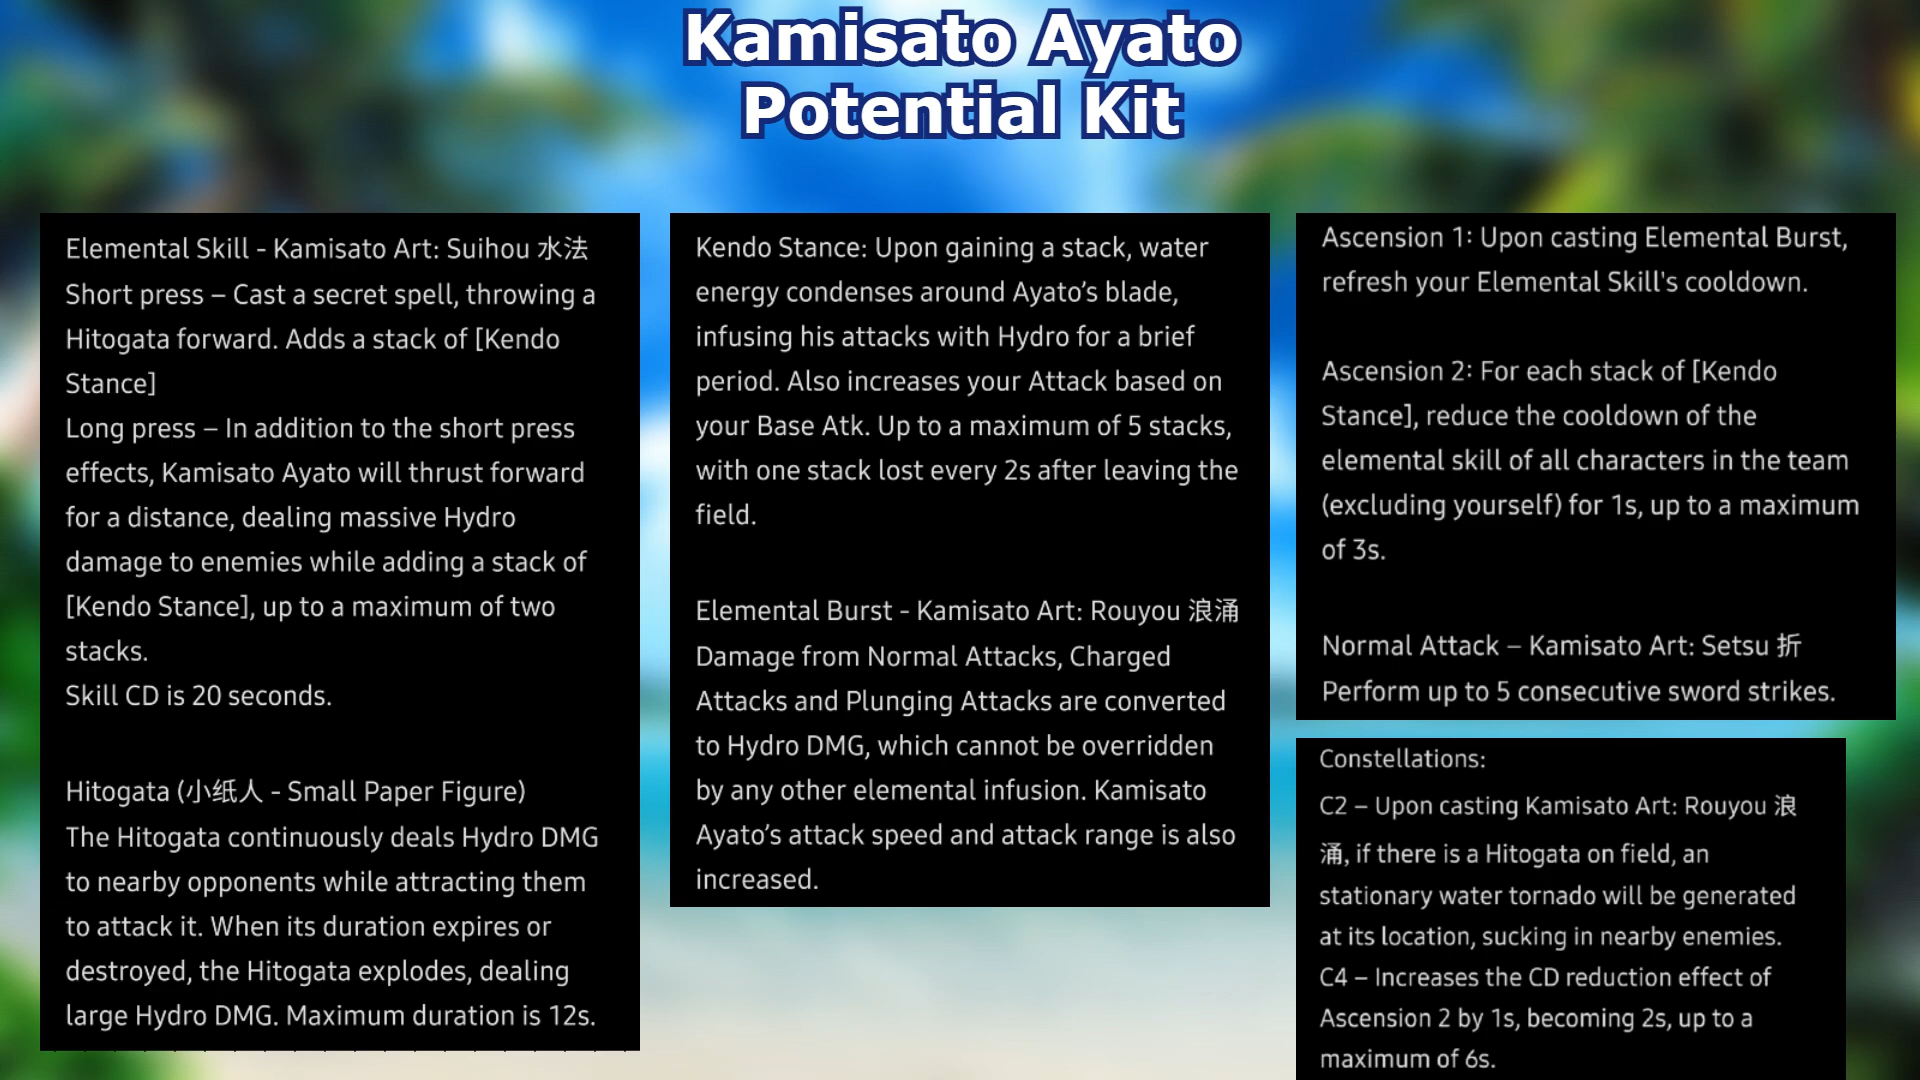 Kamisato Ayato
Potential Kit
Elemental Skill - Kamisato Art: Suihou 水法
Short press – Cast a secret spell, throwing a
Hitogata forward. Adds a stack of [Kendo
Stance]
Long press – In addition to the short press
effects, Kamisato Ayato will thrust forward
for a distance, dealing massive Hydro
damage to enemies while adding a stack of
[Kendo Stance], up to a maximum of two
stacks.
Skill CD is 20 seconds.
Hitogata (小纸人 - Small Paper Figure)
The Hitogata continuously deals Hydro DMG
to nearby opponents while attracting them
to attack it. When its duration expires or
destroyed, the Hitogata explodes, dealing
large Hydro DMG. Maximum duration is 12s.
Kendo Stance: Upon gaining a stack, water
energy condenses around Ayato’s blade,
infusing his attacks with Hydro for a brief
period. Also increases your Attack based on
your Base Atk. Up to a maximum of 5 stacks,
with one stack lost every 2s after leaving the
field.
Elemental Burst - Kamisato Art: Rouyou 浪涌
Damage from Normal Attacks, Charged
Attacks and Plunging Attacks are converted
to Hydro DMG, which cannot be overridden
by any other elemental infusion. Kamisato
Ayato’s attack speed and attack range is also
increased.
Ascension 1: Upon casting Elemental Burst,
refresh your Elemental Skill's cooldown.
Ascension 2: For each stack of [Kendo
Stance], reduce the cooldown of the
elemental skill of all characters in the team
(excluding yourself) for 1s, up to a maximum
of 3s.
Normal Attack – Kamisato Art: Setsu 折
Perform up to 5 consecutive sword strikes.
Constellations:
C2 – Upon casting Kamisato Art: Rouyou 浪
涌, if there is a Hitogata on field, an
stationary water tornado will be generated
at its location, sucking in nearby enemies.
C4 – Increases the CD reduction effect of
Ascension 2 by 1s, becoming 2s, up to a
maximum of 6s.